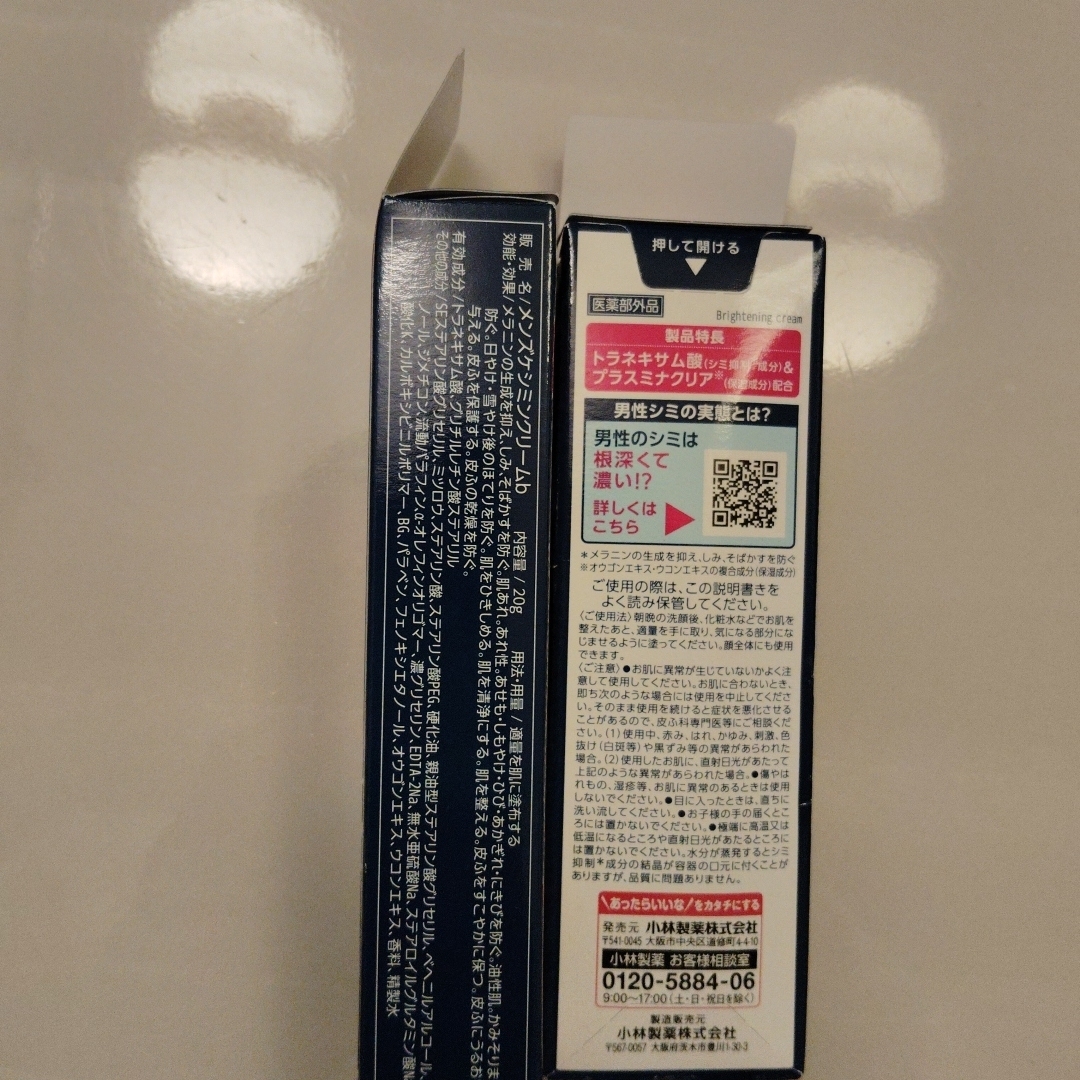 販売名/メンズケシミンクリームb 内容量/20g 用法・用量/適量を肌に塗布する
効能・効果/メラニンの生成を抑え、しみ、そばかすを防ぐ。肌あれ。あれ性。あせも・しもやけ・ひび・あかぎれ・にきびを防ぐ。油性肌。かみそりま
防ぐ。日やけ・雪やけ後のほてりを防ぐ。肌をひきしめる。肌を清浄にする。肌を整える。皮ふをすこやかに保つ。皮ふにうるお
与える。皮ふを保護する。皮ふの乾燥を防ぐ。
有効成分/トラネキサム酸、グリチルレチン酸ステアリル
その他の成分/SEステアリン酸グリセリル、ミツロウ、ステアリン酸、ステアリン酸PEG、硬化油、親油型ステアリン酸グリセリル、ベヘニルアルコール、
ノール、ジメチコン、流動パラフィン、α-オレフィンオリゴマー、濃グリセリン、EDTA-2Na、無水亜硫酸Na、ステアロイルグルタミン酸N
酸化K、カルボキシビニルポリマー、BG、パラベン、フェノキシエタノール、オウゴンエキス、ウコンエキス、香料、精製水
押して開ける
医薬部外品
Brightening cream
製品特長
トラネキサム酸(シミ抑制*成分)&
プラスミナクリア※(保湿成分)配合
男性シミの実態とは?
男性のシミは
根深くて
濃い!?
詳しくは
こちら
*メラニンの生成を抑え、しみ、そばかすを防ぐ
※オウゴンエキス・ウコンエキスの複合成分(保湿成分)
ご使用の際は、この説明書きを
よく読み保管してください。
〈ご使用法〉朝晩の洗顔後、化粧水などでお肌を
整えたあと、適量を手に取り、気になる部分にな
じませるように塗ってください。顔全体にも使用
できます。
〈ご注意〉●お肌に異常が生じていないかよく注
意して使用してください。お肌に合わないとき、
即ち次のような場合には使用を中止してくださ
い。そのまま使用を続けると症状を悪化させる
ことがあるので、皮ふ科専門医等にご相談くだ
さい。(1)使用中、赤み、はれ、かゆみ、刺激、色
抜け(白斑等)や黒ずみ等の異常があらわれた
場合。(2)使用したお肌に、直射日光があたって
上記のような異常があらわれた場合。●傷やは
れもの、湿疹等、お肌に異常のあるときは使用
しないでください。●目に入ったときは、直ちに
洗い流してください。●お子様の手の届くとこ
ろには置かないでください。●極端に高温又は
低温になるところや直射日光があたるところに
は置かないでください。水分が蒸発するとシミ
抑制*成分の結晶が容器の口元に付くことが
ありますが、品質に問題ありません。
\あったらいいな/をカタチにする
発売元 小林製薬株式会社
〒541-0045 大阪市中央区道修町4-4-10
小林製薬 お客様相談室
0120-5884-06
9:00~17:00(土・日・祝日を除く)
製造販売元
小林製薬株式会社
〒567-0057 大阪府茨木市豊川1-30-3